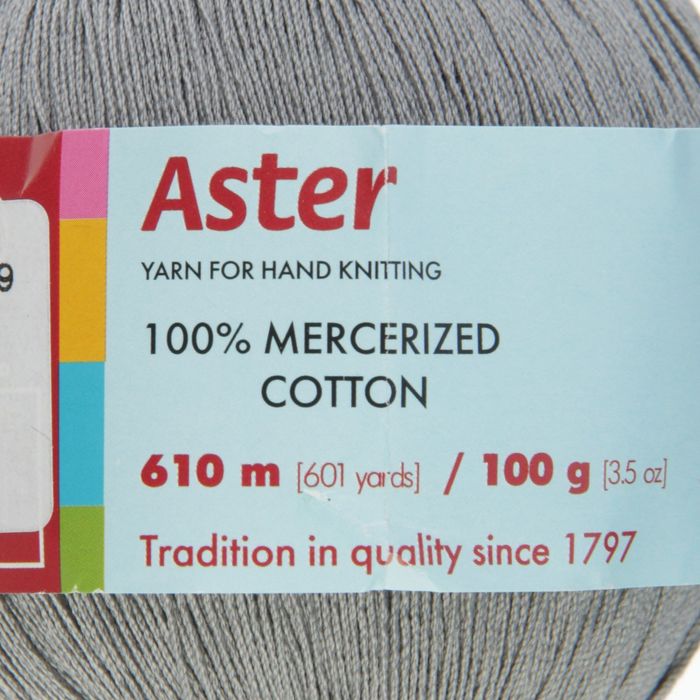 Aster
YARN FOR HAND KNITTING
100% MERCERIZED
COTTON
610 m [601 yards] / 100 g [3.5 oz]
Tradition in quality since 1797
9